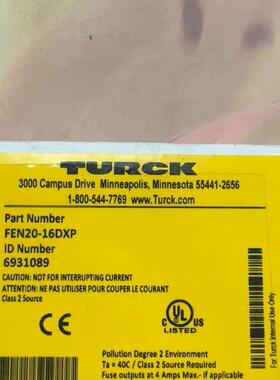 TURCK
3000 Campus Drive Minneapolis, Minnesota 55441-2656
1-800-544-7769 www.Turck.com
Part Number
FEN20-16DXP
ID Number
6931089
CAUTION: NOT FOR INTERRUPTING CURRENT
ATTENTION: NE PAS UTILISER POUR COUPER LE COURANT
Class 2 Source
C UL US
LISTED
Pollution Degree 2 Environment
Ta = 40C / Class 2 Source Required
Fuse outputs at 4 Amps Max.- if
For Turck Internal Use Only